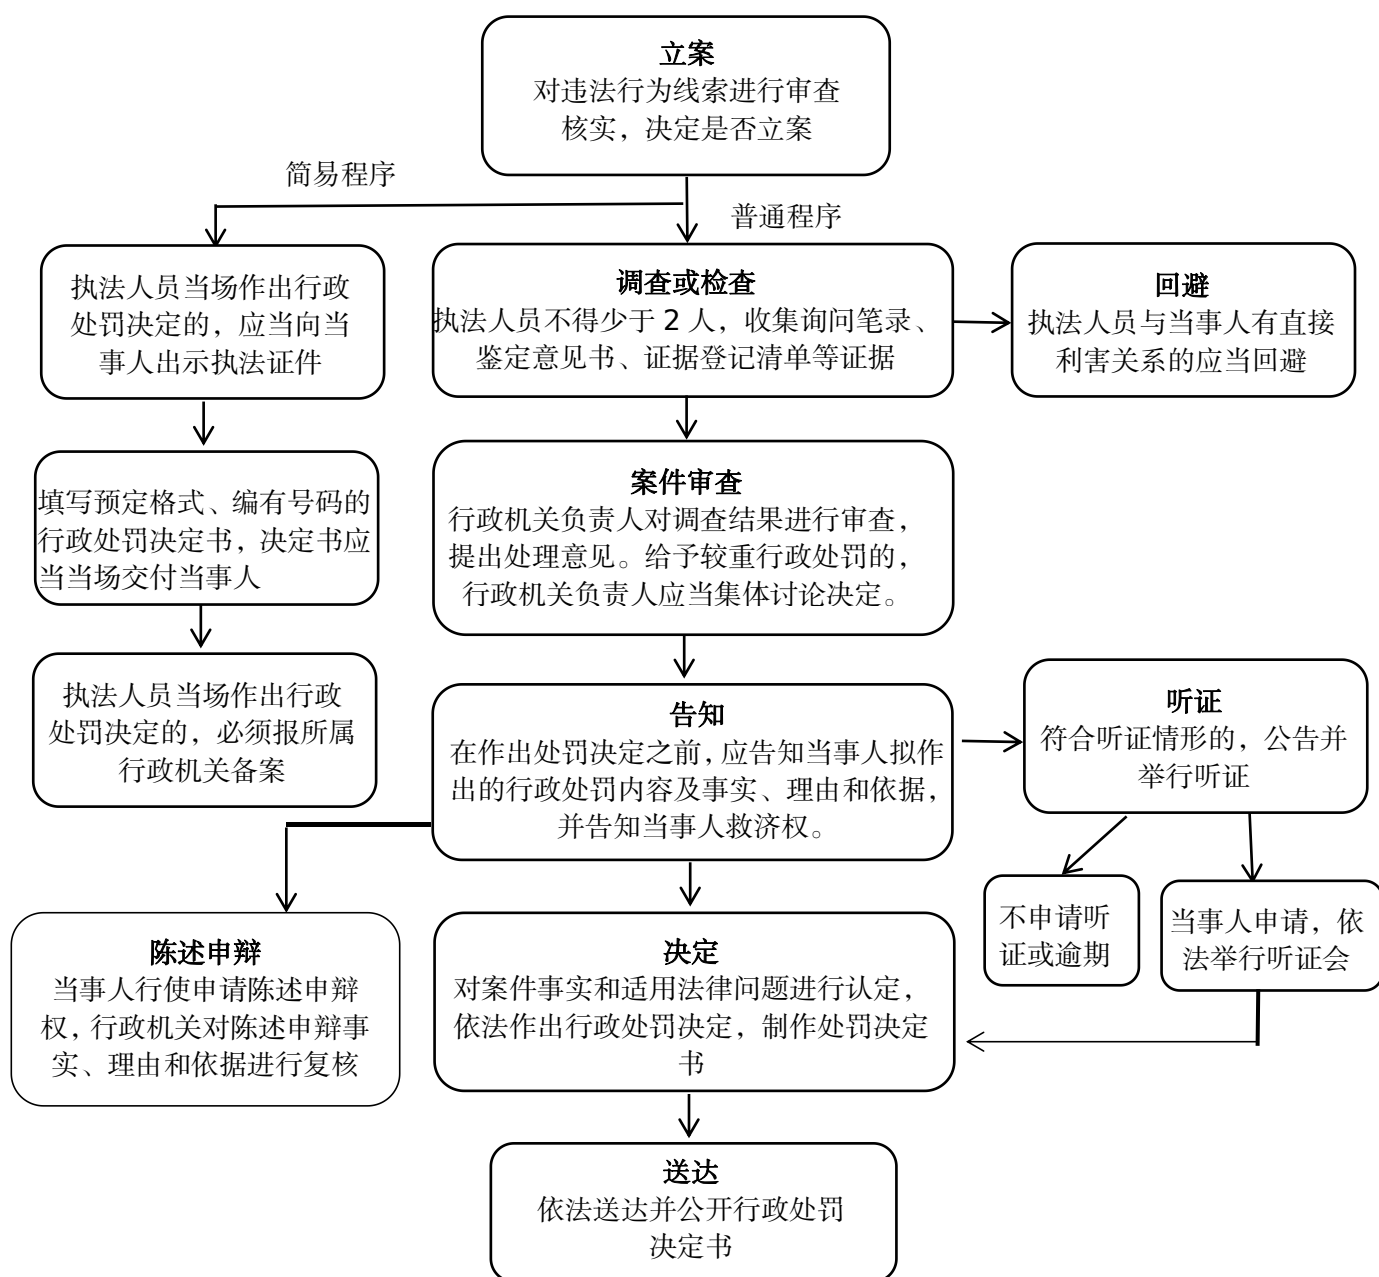 立案
对违法行为线索进行审查
核实，决定是否立案
简易程序
普通程序
执法人员当场作出行政
处罚决定的，应当向当
事人出示执法证件
调查或检查
执法人员不得少于 2 人，收集询问笔录、
鉴定意见书、证据登记清单等证据
回避
执法人员与当事人有直接
利害关系的应当回避
填写预定格式、编有号码的
行政处罚决定书，决定书应
当当场交付当事人
案件审查
行政机关负责人对调查结果进行审查，
提出处理意见。给予较重行政处罚的，
行政机关负责人应当集体讨论决定。
执法人员当场作出行政
处罚决定的，必须报所属
行政机关备案
告知
在作出处罚决定之前，应告知当事人拟作
出的行政处罚内容及事实、理由和依据，
并告知当事人救济权。
听证
符合听证情形的，公告并
举行听证
不申请听
证或逾期
当事人申请，依
法举行听证会
陈述申辩
当事人行使申请陈述申辩
权，行政机关对陈述申辩事
实、理由和依据进行复核
决定
对案件事实和适用法律问题进行认定，
依法作出行政处罚决定，制作处罚决定
书
送达
依法送达并公开行政处罚
决定书